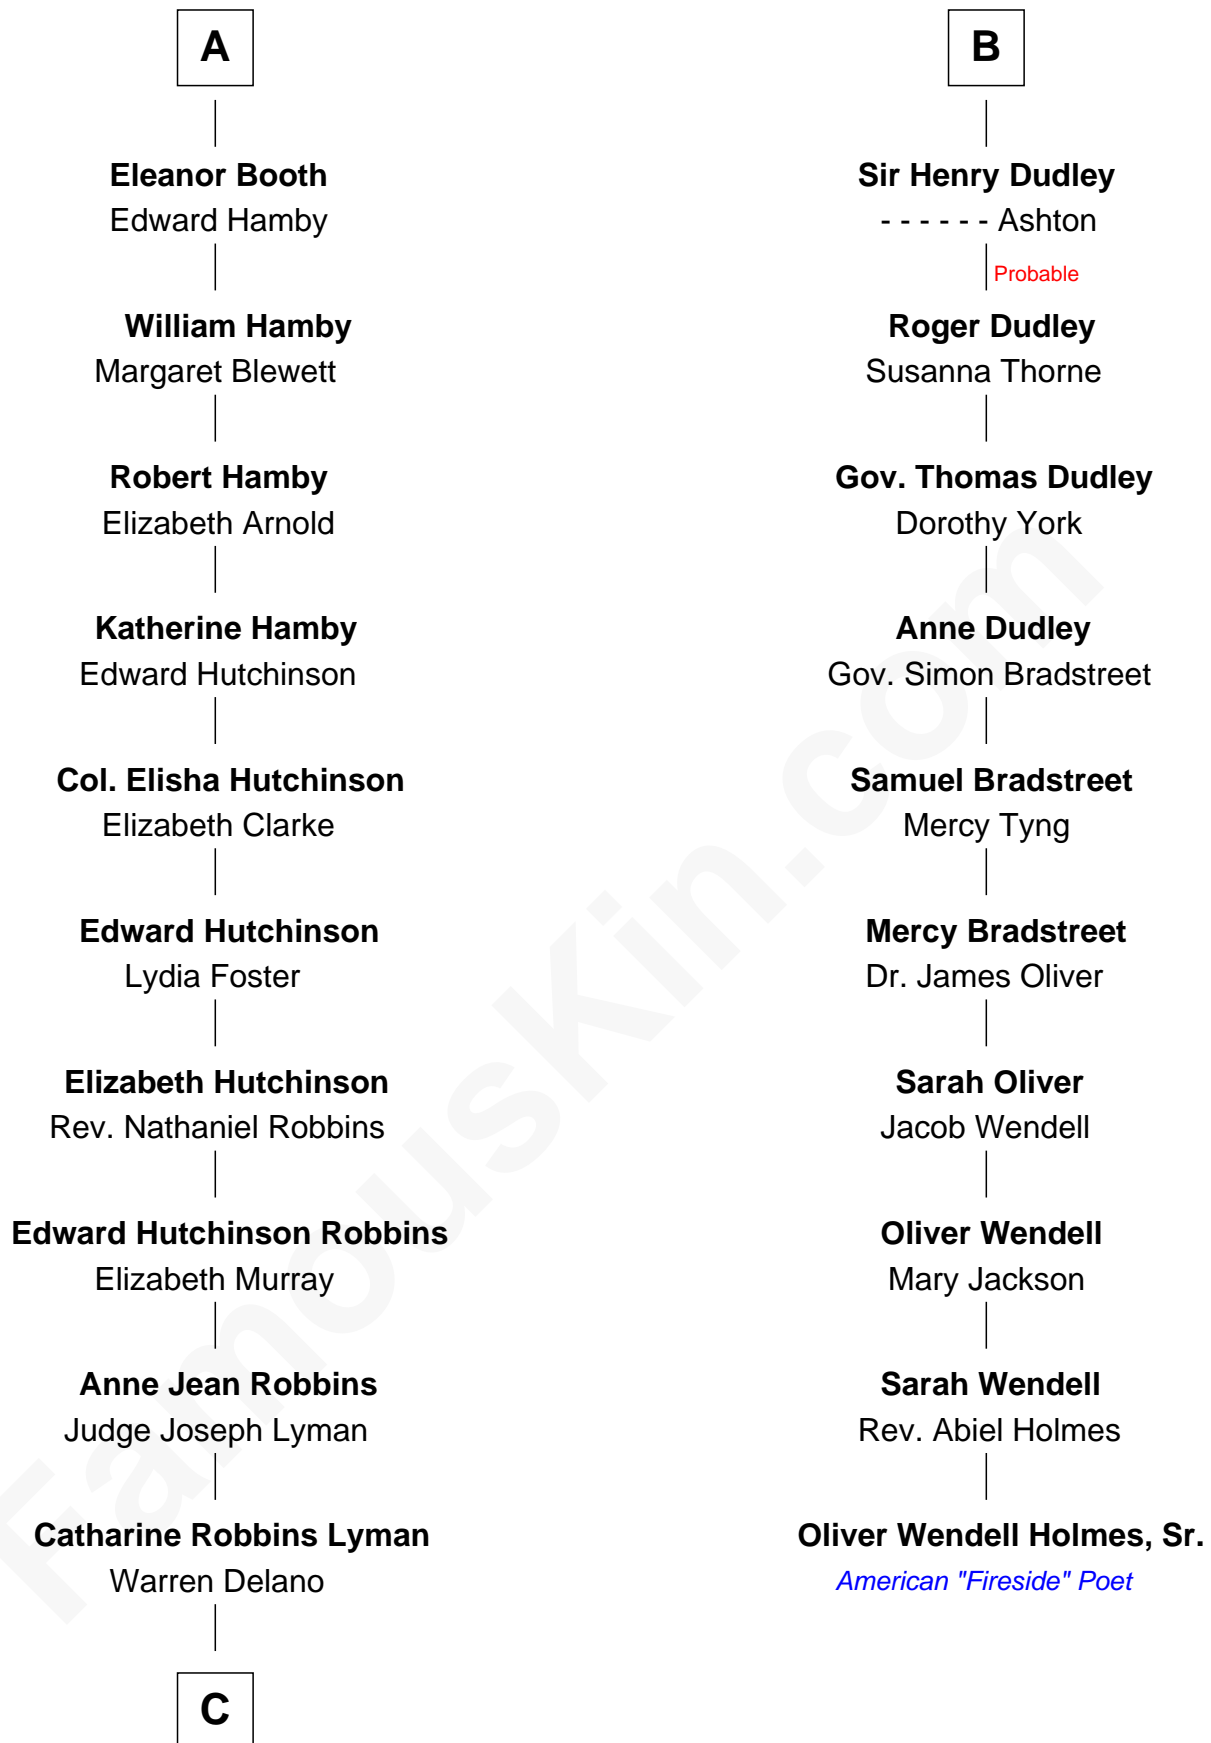 A
Eleanor Booth
Edward Hamby
William Hamby
Margaret Blewett
Robert Hamby
Elizabeth Arnold
Katherine Hamby
Edward Hutchinson
Col. Elisha Hutchinson
Elizabeth Clarke
Edward Hutchinson
Lydia Foster
Elizabeth Hutchinson
Rev. Nathaniel Robbins
Edward Hutchinson Robbins
Elizabeth Murray
Anne Jean Robbins
Judge Joseph Lyman
Catharine Robbins Lyman
Warren Delano
C
B
Sir Henry Dudley
- - - - - - Ashton
Probable
Roger Dudley
Susanna Thorne
Gov. Thomas Dudley
Dorothy York
Anne Dudley
Gov. Simon Bradstreet
Samuel Bradstreet
Mercy Tyng
Mercy Bradstreet
Dr. James Oliver
Sarah Oliver
Jacob Wendell
Oliver Wendell
Mary Jackson
Sarah Wendell
Rev. Abiel Holmes
Oliver Wendell Holmes, Sr.
American "Fireside" Poet
FamousKin.com